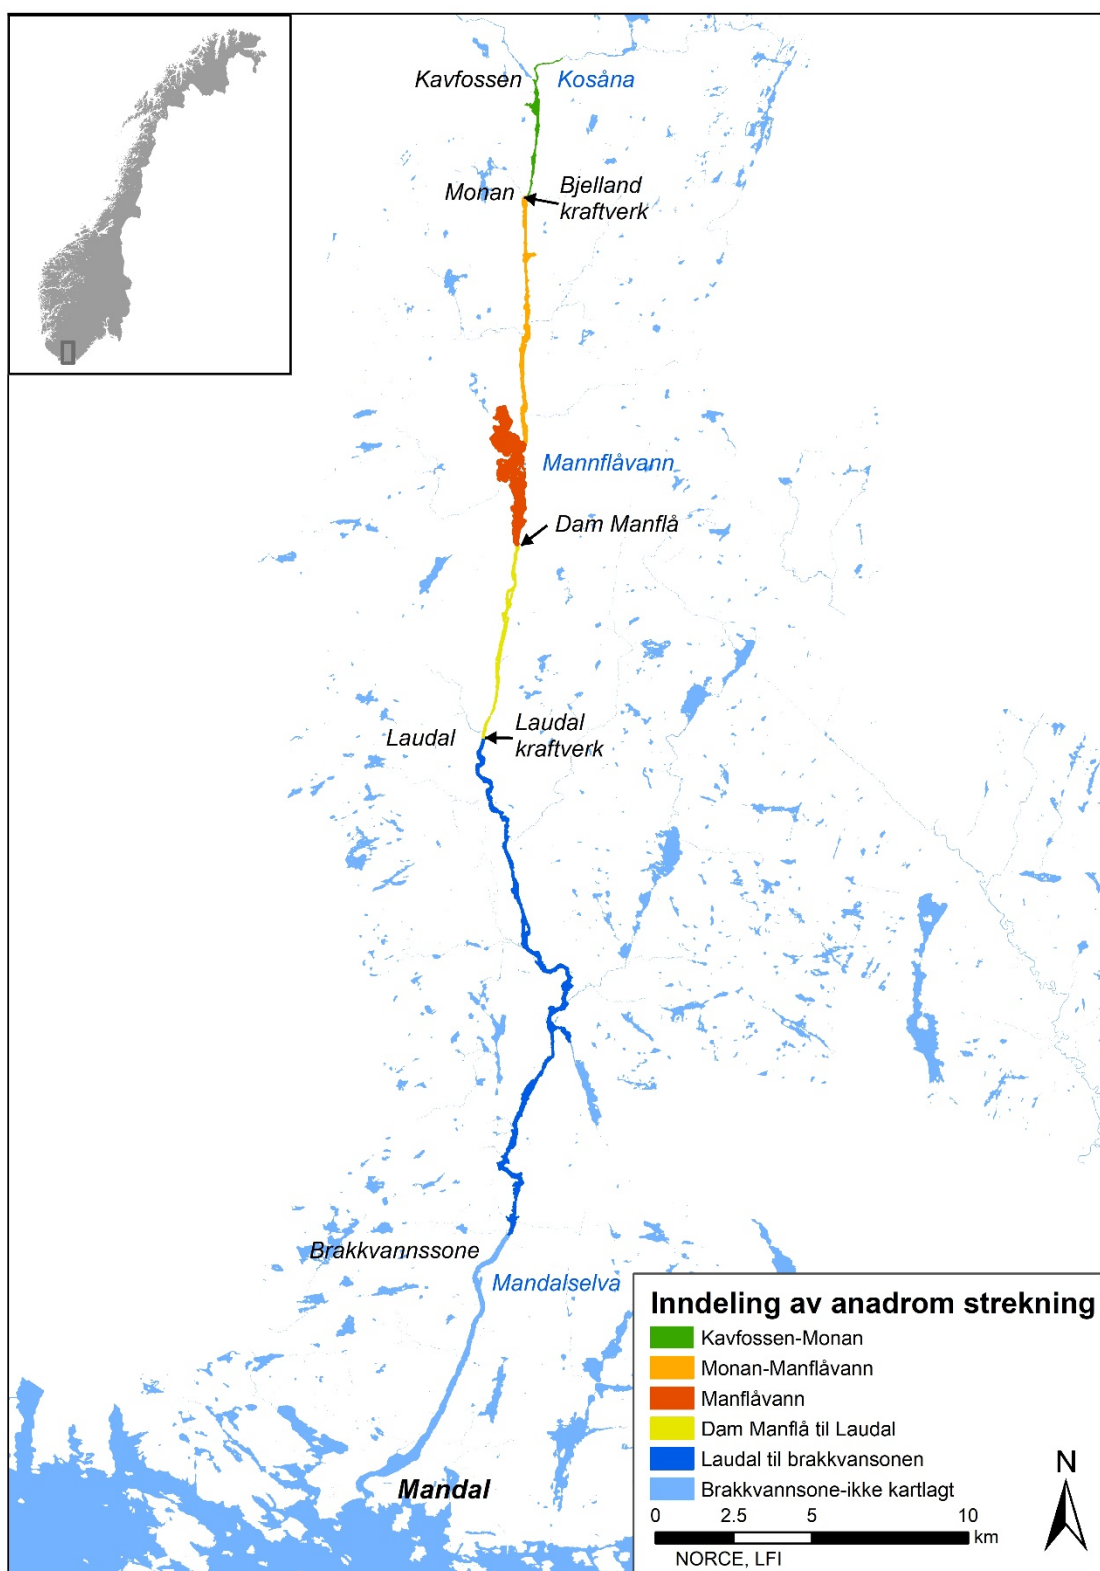 Kavfossen
Kosåna
Monan
Bjelland
kraftverk
Mannflåvann
Dam Manflå
Laudal
Laudal
kraftverk
Brakkvannssone
Mandalselva
Mandal
Inndeling av anadrom strekning
Kavfossen-Monan
Monan-Manflåvann
Manflåvann
Dam Manflå til Laudal
Laudal til brakkvansonen
Brakkvannsone-ikke kartlagt
N
0 2.5 5 10
km
NORCE, LFI